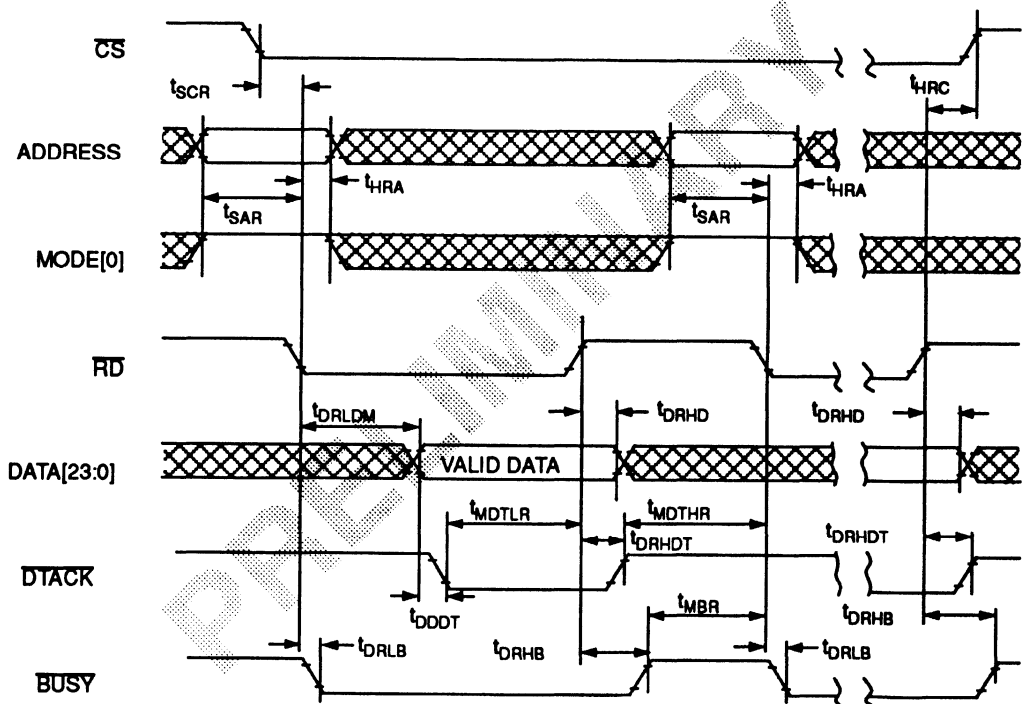 CS
tSCR
tHRC
ADDRESS
tHRA
tHRA
tSAR
tSAR
MODE[0]
RD
tDRLDM
tDRHD
tDRHD
DATA[23:0]
VALID DATA
tMDTLR
tMDTHR
tDRHDT
tDRHDT
DTACK
tDDDT
tMBR
tDRHB
tDRLB
tDRHB
tDRLB
BUSY
PRELIMINARY